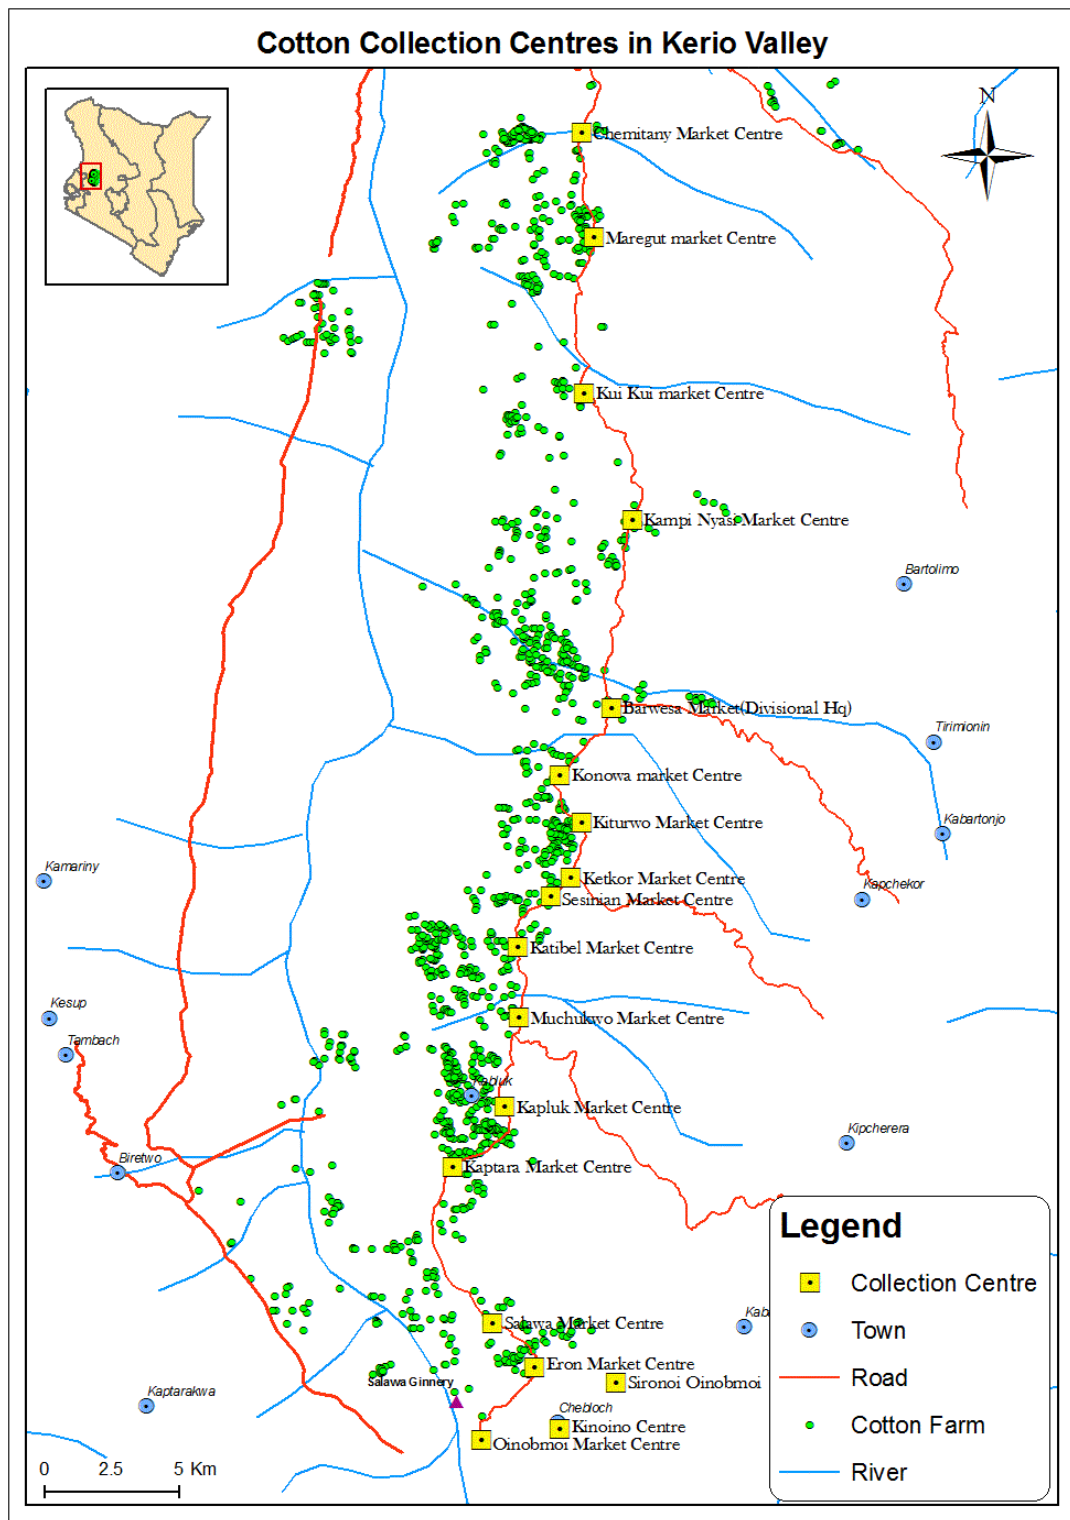 Cotton Collection Centres in Kerio Valley
N
Chemitany Market Centre
Maregut market Centre
Kui Kui market Centre
Kampi Nyasi Market Centre
Bartolimo
Barwesa Market(Divisional Hq)
Tirimionin
Konowa market Centre
Kiturwo Market Centre
Kabartonjo
Kamariny
Ketkor Market Centre
Kapchekor
Sesinian Market Centre
Katibel Market Centre
Kesup
Muchukwo Market Centre
Tambach
Kabluk
Kapluk Market Centre
Kipcherera
Biretwo
Kaptara Market Centre
Legend
Collection Centre
Kab
Salawa Market Centre
Town
Eron Market Centre
Road
Salawa Ginnery
Sironoi Oinobmoi
Kaptarakwa
Chebloch
Kinoino Centre
Cotton Farm
Oinobmoi Market Centre
0 2.5 5 Km
River